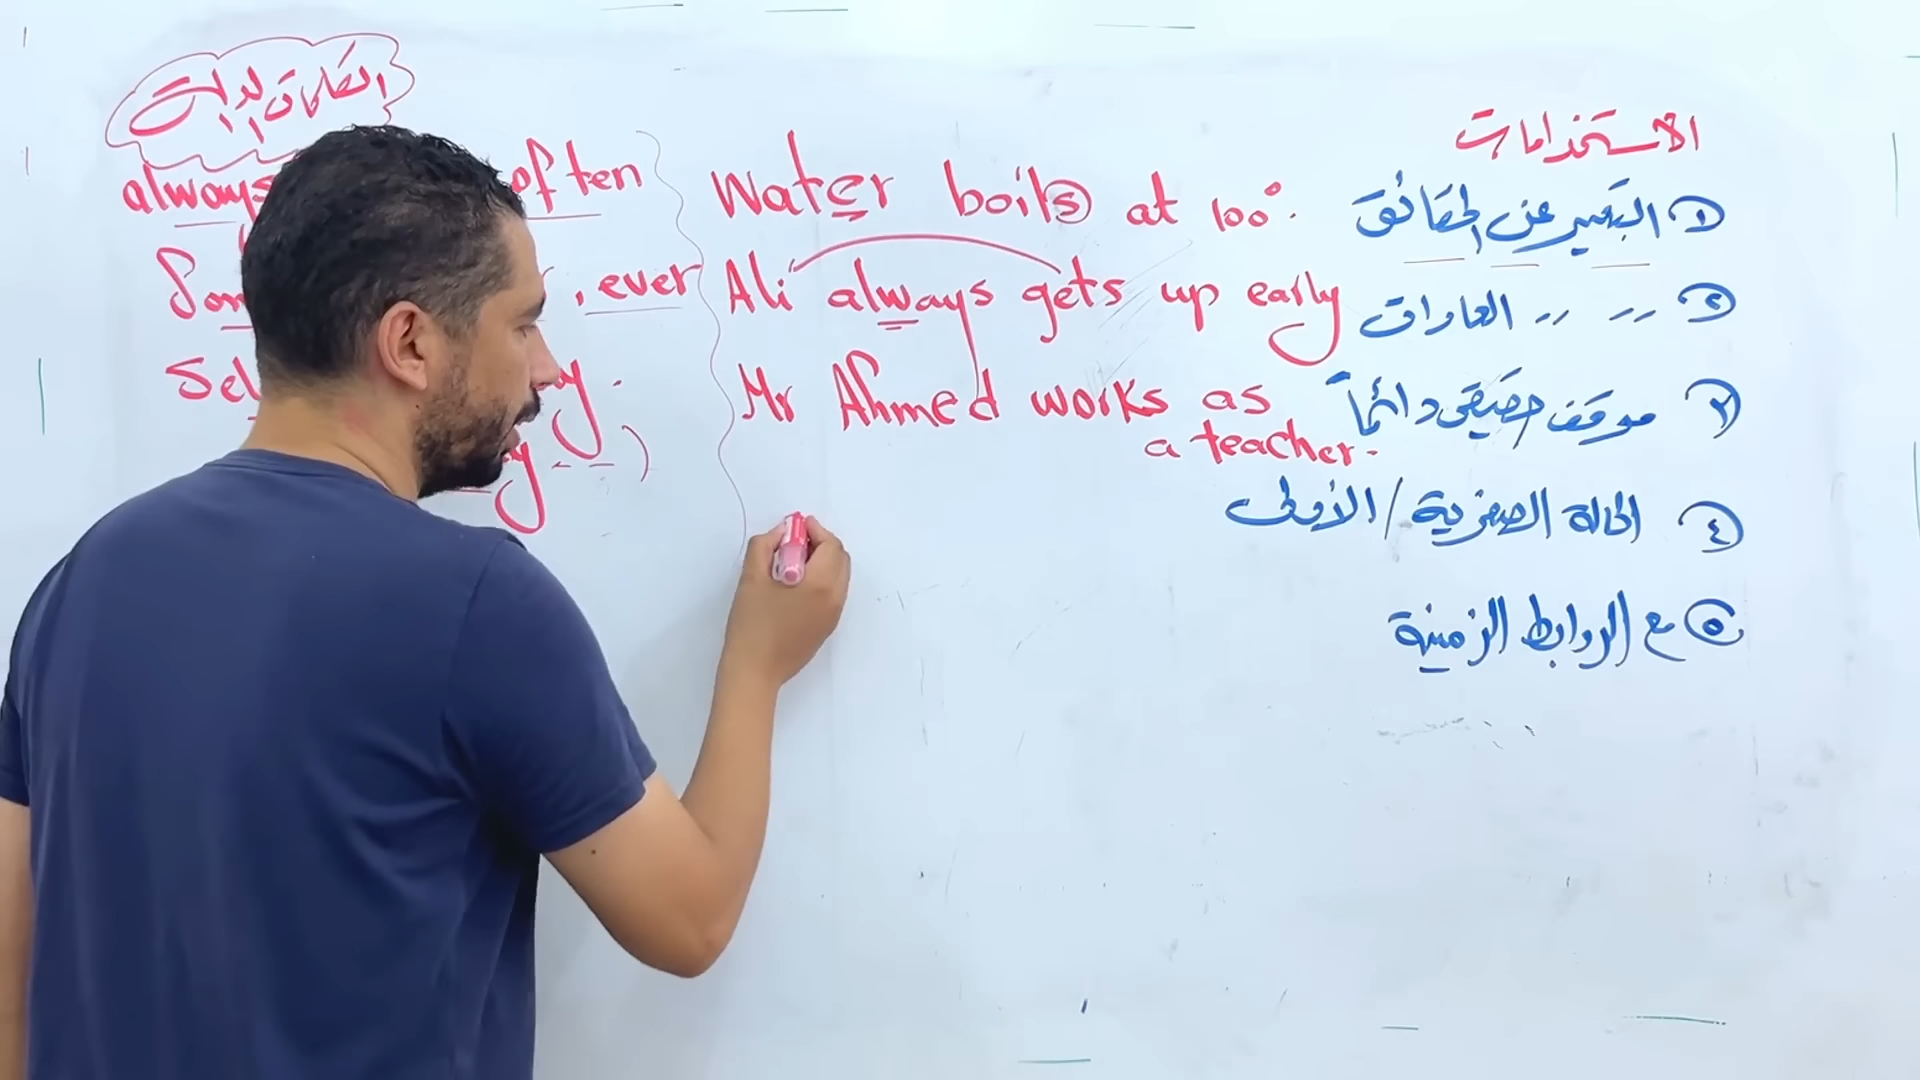 الكلمات الدالة
always
often
, ever
Water boils at 100°.
Ali always gets up early
Mr Ahmed works as
a teacher.
الاستخدامات
١ التعبير عن الحقائق
٢〃 〃 العادات
٣ موقف حقيقى دائماً
٤ الحالة الصفرية / الأولى
٥ مع الروابط الزمنية